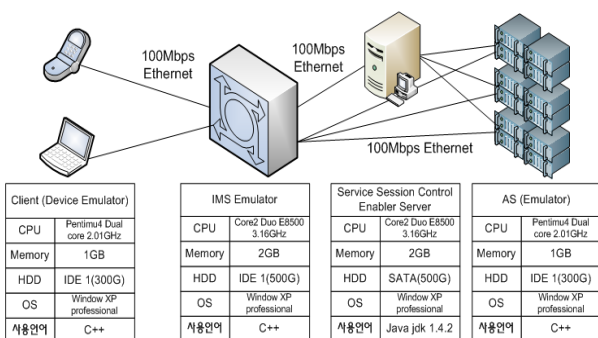 100Mbps
Ethernet
100Mbps
Ethernet
100Mbps Ethernet
Client (Device Emulator)
CPU
Pentimu4 Dual
core 2.01GHz
Memory
1GB
HDD
IDE 1(300G)
OS
Window XP
professional
사용언어
C++
IMS Emulator
CPU
Core2 Duo E8500
3.16GHz
Memory
2GB
HDD
IDE 1(500G)
OS
Window XP
professional
사용언어
C++
Service Session Control
Enabler Server
CPU
Core2 Duo E8500
3.16GHz
Memory
2GB
HDD
SATA(500G)
OS
Window XP
professional
사용언어
Java jdk 1.4.2
AS (Emulator)
CPU
Pentimu4 Dual
core 2.01GHz
Memory
1GB
HDD
IDE 1(300G)
OS
Window XP
professional
사용언어
C++